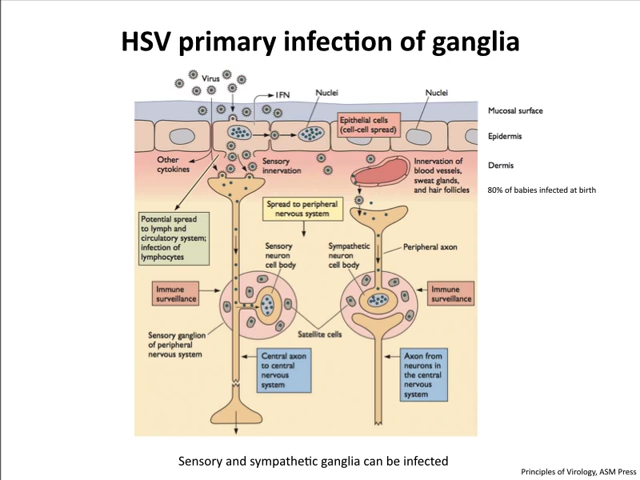 HSV primary infection of ganglia
Virus
IFN
Nuclei
Nuclei
Epithelial cells
(cell-cell spread)
Mucosal surface
Epidermis
Dermis
80% of babies infected at birth
Other
cytokines
Sensory
innervation
Innervation of
blood vessels,
sweat glands,
and hair follicles
Potential spread
to lymph and
circulatory system;
infection of
lymphocytes
Spread to peripheral
nervous system
Sensory
neuron
cell body
Sympathetic
neuron
cell body
Peripheral axon
Immune
surveillance
Immune
surveillance
Satellite cells
Sensory ganglion
of peripheral
nervous system
Central axon
to central
nervous
system
Axon from
neurons in
the central
nervous
system
Sensory and sympathetic ganglia can be infected
Principles of Virology, ASM Press